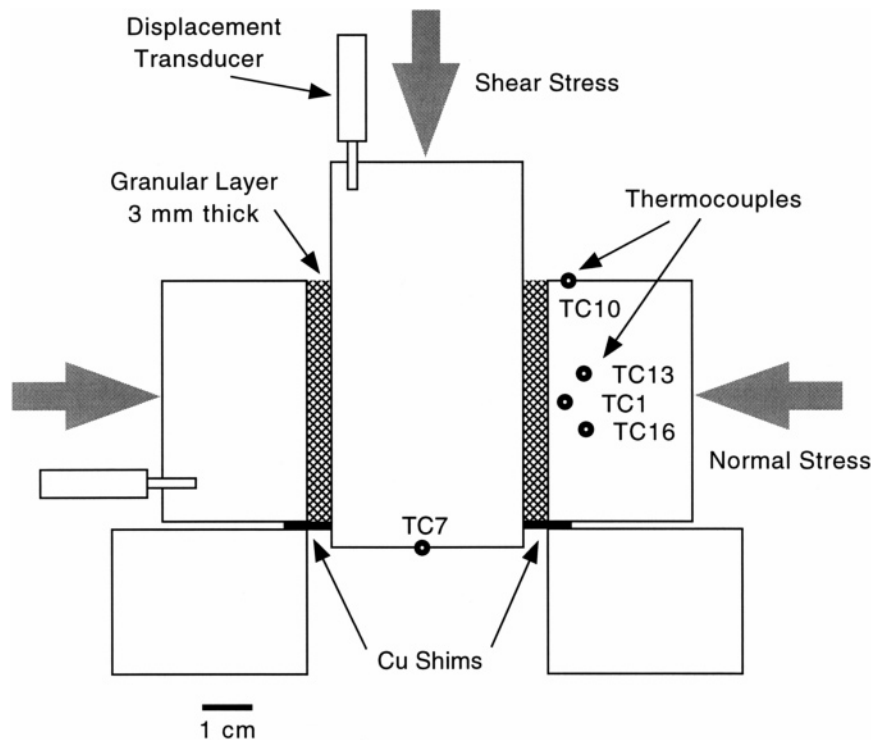 Displacement
Transducer
Shear Stress
Granular Layer
3 mm thick
Thermocouples
TC10
TC13
TC1
TC16
Normal Stress
TC7
Cu Shims
1 cm